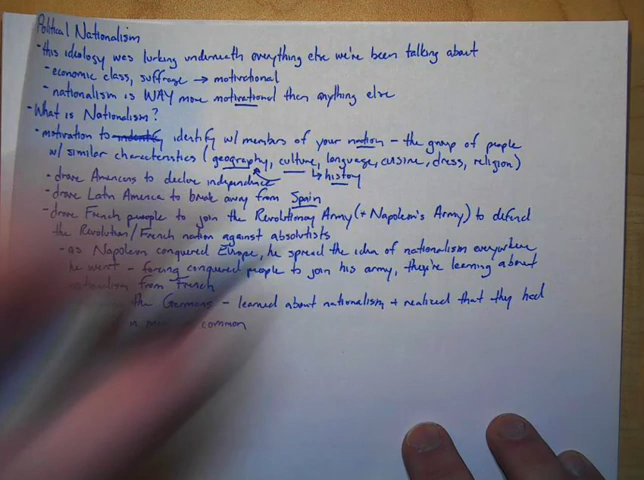 Political Nationalism
- this ideology was lurking underneath everything else we've been talking about
- economic class, suffrage → motivational
- nationalism is WAY more motivational then anything else
- What is Nationalism?
- motivation to identify identify w/ members of your nation - the group of people
w/ similar characteristics (geography, culture, language, cuisine, dress, religion)
↳ history
- drove Americans to declare independence
- drove Latin America to break away from Spain
- drove French people to join the Revolutionary Army (+ Napoleon's Army) to defend
the Revolution/French nation against absolutists
- as Napoleon conquered Europe, he spread the idea of nationalism everywhere
he went - forcing conquered people to join his army, they're learning about
nationalism from French
the Germans - learned about nationalism + realized that they had
in common